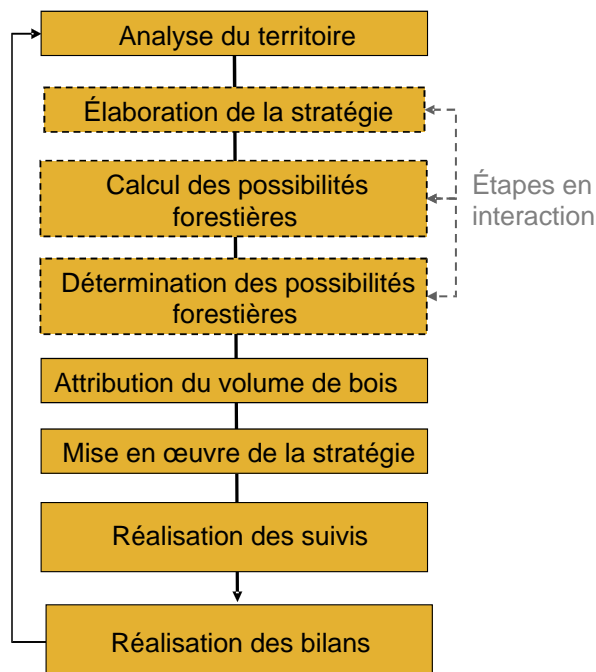 Analyse du territoire
Élaboration de la stratégie
Calcul des possibilités
forestières
Étapes en
interaction
Détermination des possibilités
forestières
Attribution du volume de bois
Mise en œuvre de la stratégie
Réalisation des suivis
Réalisation des bilans